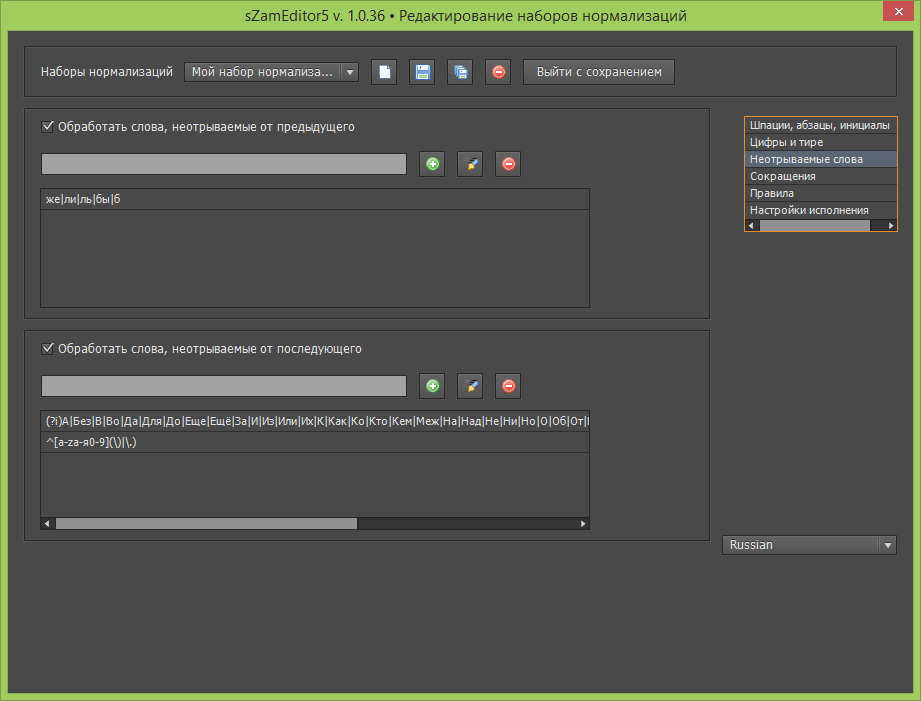 sZamEditor5 v. 1.0.36 • Редактирование наборов нормализаций
Наборы нормализаций
Мой набор нормализа...
Выйти с сохранением
Обработать слова, неотрываемые от предыдущего
же|ли|ль|бы|б
Шпации, абзацы, инициалы
Цифры и тире
Неотрываемые слова
Сокращения
Правила
Настройки исполнения
Обработать слова, неотрываемые от последующего
(?i)А|Без|В|Во|Да|Для|До|Еще|Ещё|За|И|Из|Или|Их|К|Как|Ко|Кто|Кем|Меж|На|Над|Не|Ни|Но|О|Об|От|
^[a-zа-я0-9](\)|\.)
Russian